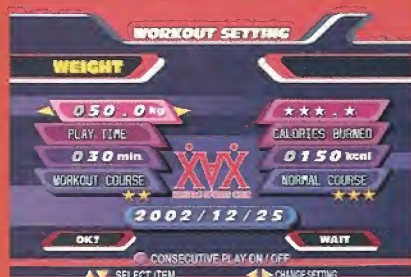 WORKOUT SETTING
WEIGHT
050.0kg
★★★.★
PLAY TIME
CALORIES BURNED
030min.
0150kcal
WORKOUT COURSE
NORMAL COURSE
★★
★★★
2002/12/25
OK?
WAIT
CONSECUTIVE PLAY ON/OFF
SELECT ITEM
CHANGE SETTING